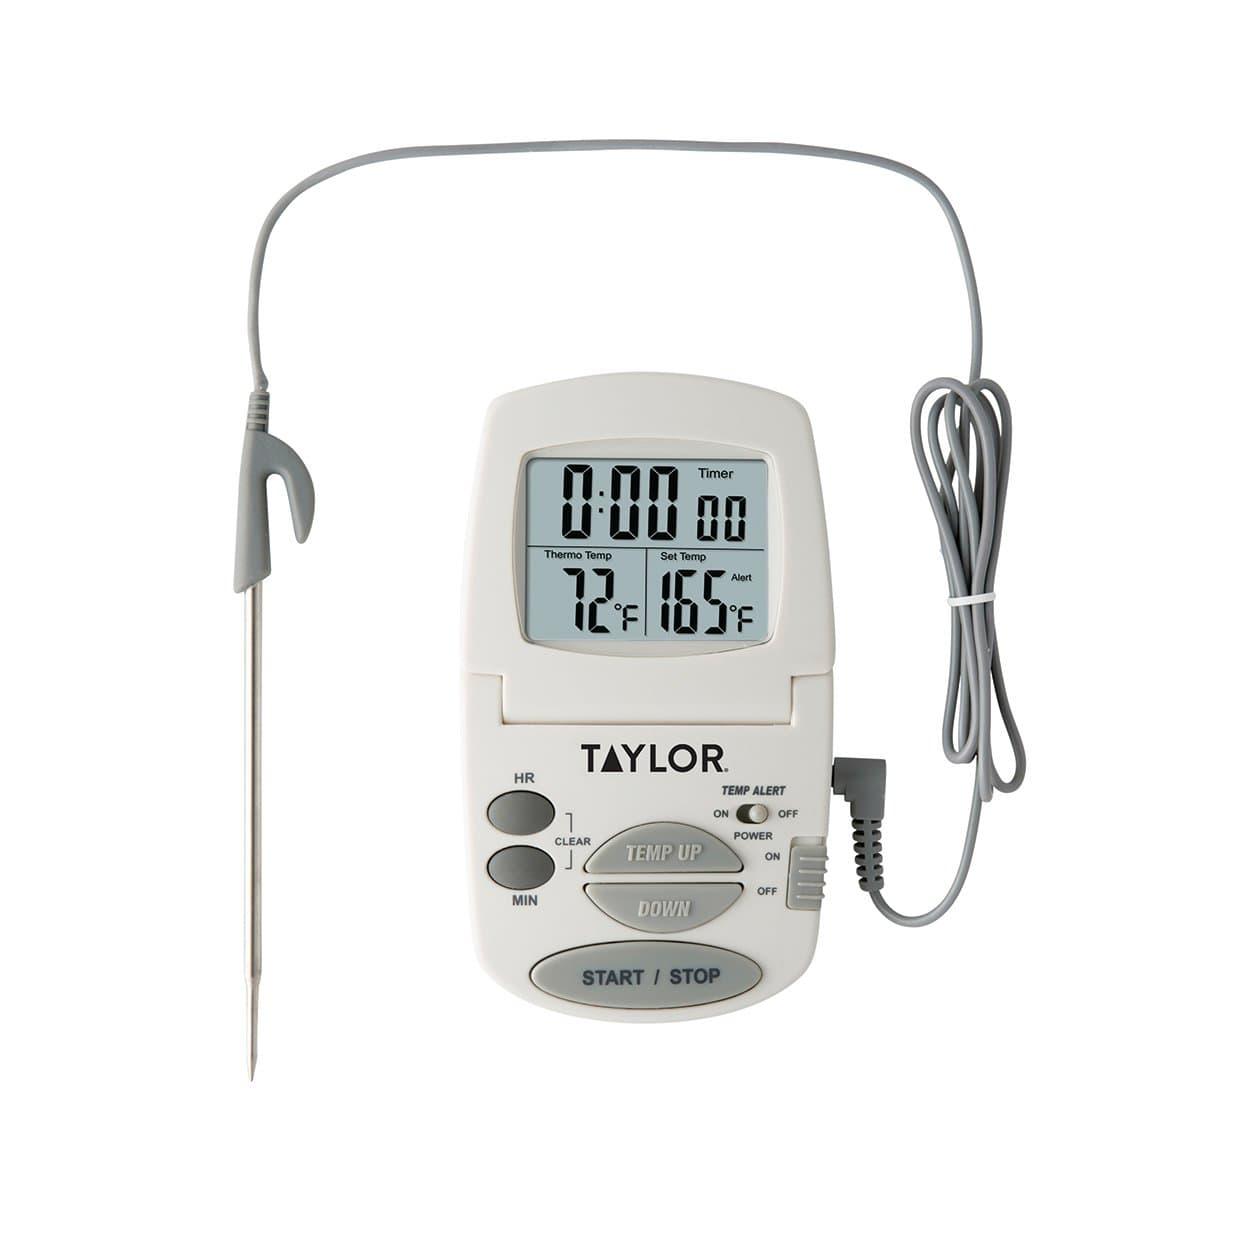 0:00 00 Timer
Thermo Temp Set Temp
72°F 165°F Alert
TAYLOR
HR
TEMP ALERT
ON OFF
POWER
CLEAR
TEMP UP
ON
MIN
DOWN
OFF
START / STOP